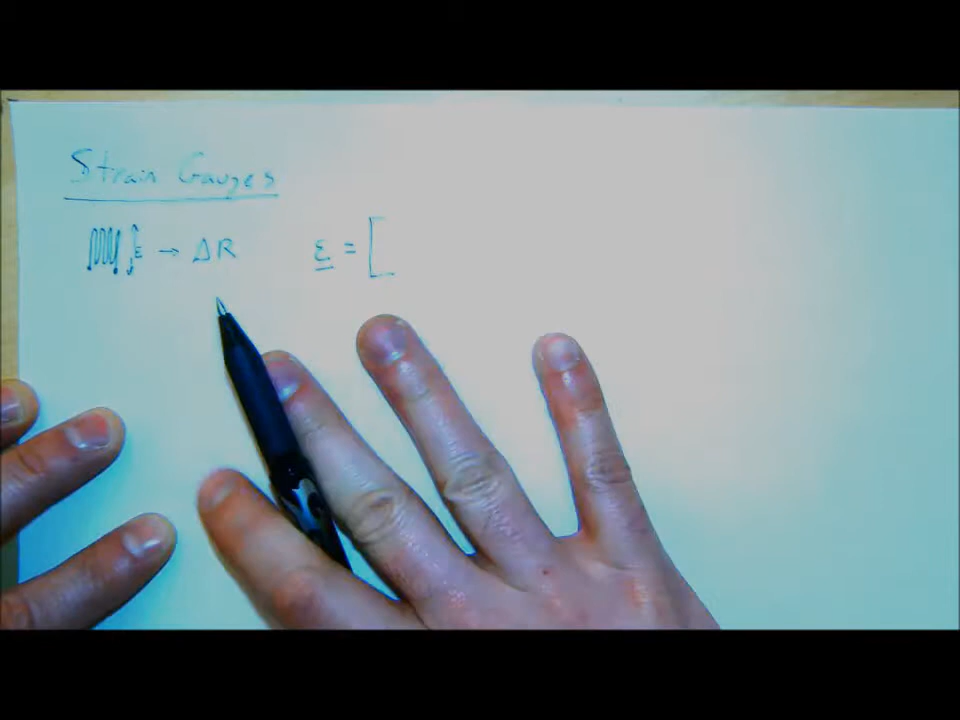 Strain Gauges
ε → ΔR ε = [